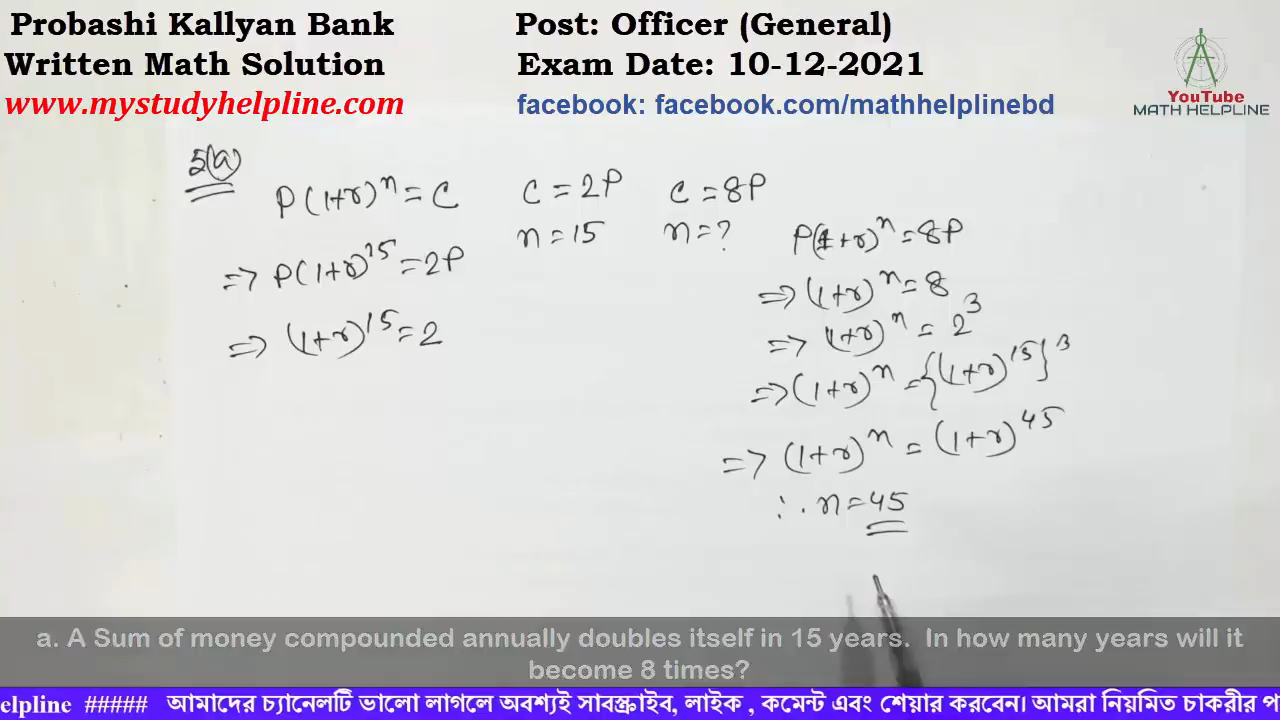 Probashi Kallyan Bank
Written Math Solution
www.mystudyhelpline.com
Post: Officer (General)
Exam Date: 10-12-2021
facebook: facebook.com/mathhelplinebd
YouTube
MATH HELPLINE
5(a)
P(1+r)^n = C
⇒ P(1+r)^15 = 2P
⇒ (1+r)^15 = 2
C = 2P
n = 15
C = 8P
n = ?
P(1+r)^n = 8P
⇒ (1+r)^n = 8
⇒ (1+r)^n = 2^3
⇒ (1+r)^n = {(1+r)^15}^3
⇒ (1+r)^n = (1+r)^45
∴ n = 45
a. A Sum of money compounded annually doubles itself in 15 years. In how many years will it
become 8 times?
elpline ##### আমাদের চ্যানেলটি ভালো লাগলে অবশ্যই সাবস্ক্রাইব, লাইক , কমেন্ট এবং শেয়ার করবেন। আমরা নিয়মিত চাকরীর প